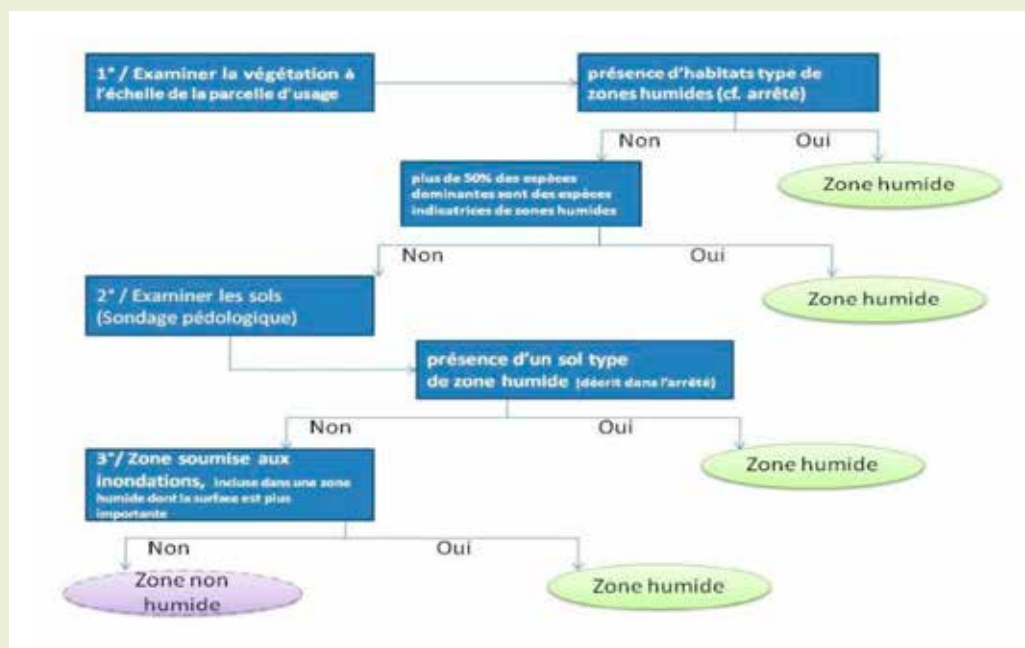 1°/ Examiner la végétation à
l'échelle de la parcelle d'usage
présence d'habitats type de
zones humides (cf. arrêté)
Non
Oui
Zone humide
plus de 50% des espèces
dominantes sont des espèces
indicatrices de zones humides
Non
Oui
Zone humide
2°/ Examiner les sols
(Sondage pédologique)
présence d'un sol type
de zone humide (décrit dans l'arrêté)
Non
Oui
Zone humide
3°/ Zone soumise aux
inondations, incluse dans une zone
humide dont la surface est plus
importante
Non
Oui
Zone non
humide
Zone humide